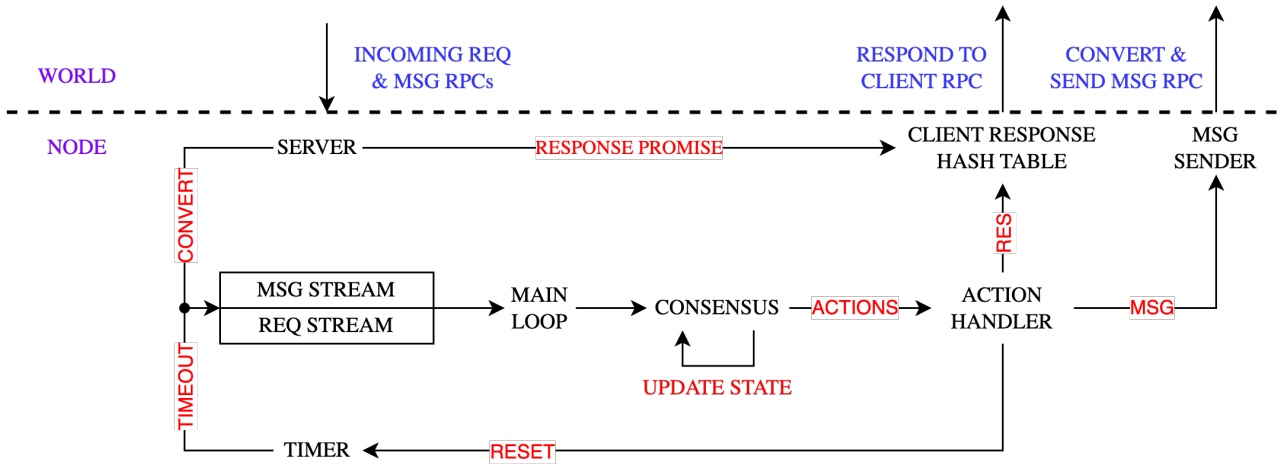 INCOMING REQ
& MSG RPCs
RESPOND TO
CLIENT RPC
CONVERT &
SEND MSG RPC
WORLD
NODE
SERVER
RESPONSE PROMISE
CLIENT RESPONSE
HASH TABLE
MSG
SENDER
CONVERT
RES
MSG STREAM
REQ STREAM
MAIN
LOOP
CONSENSUS
ACTIONS
ACTION
HANDLER
MSG
UPDATE STATE
TIMEOUT
TIMER
RESET